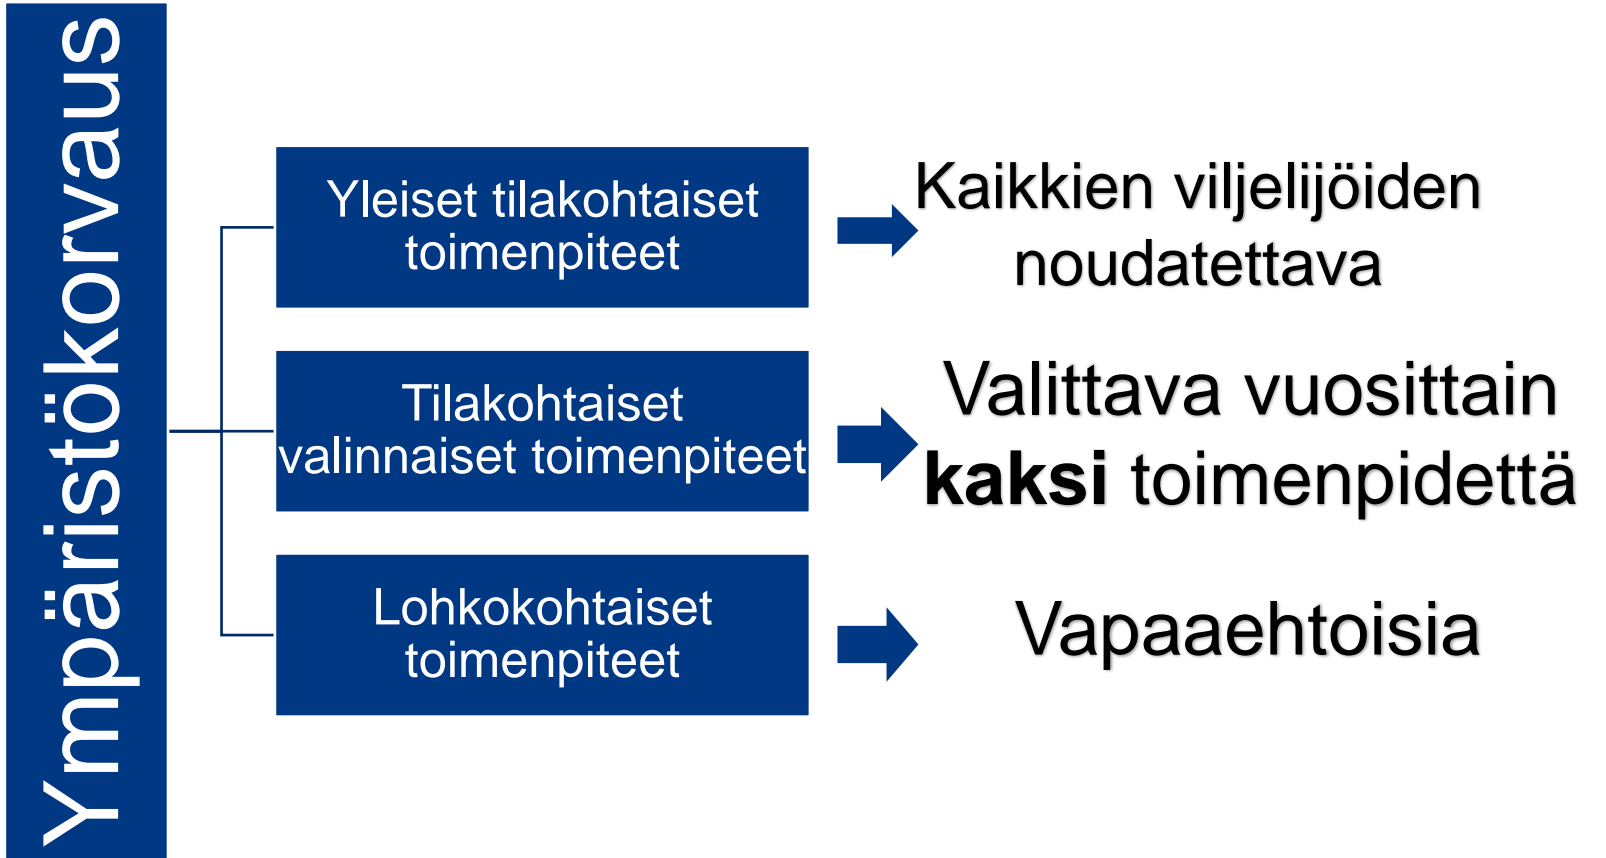 Ympäristökorvaus
Yleiset tilakohtaiset
toimenpiteet
Kaikkien viljelijöiden
noudatettava
Tilakohtaiset
valinnaiset toimenpiteet
Valittava vuosittain
kaksi toimenpidettä
Lohkokohtaiset
toimenpiteet
Vapaaehtoisia